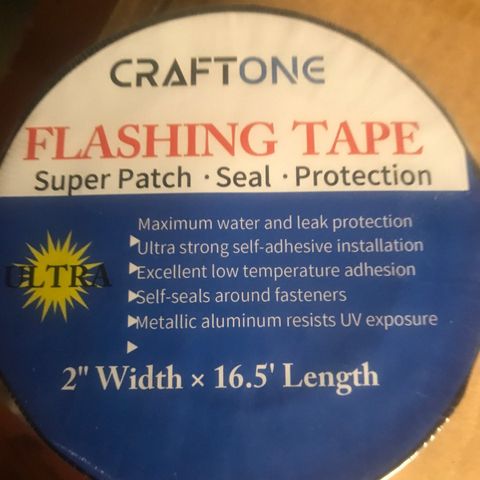 CRAFTONE
FLASHING TAPE
Super Patch · Seal · Protection
Maximum water and leak protection
Ultra strong self-adhesive installation
ULTRA
Excellent low temperature adhesion
Self-seals around fasteners
Metallic aluminum resists UV exposure
2" Width × 16.5' Length